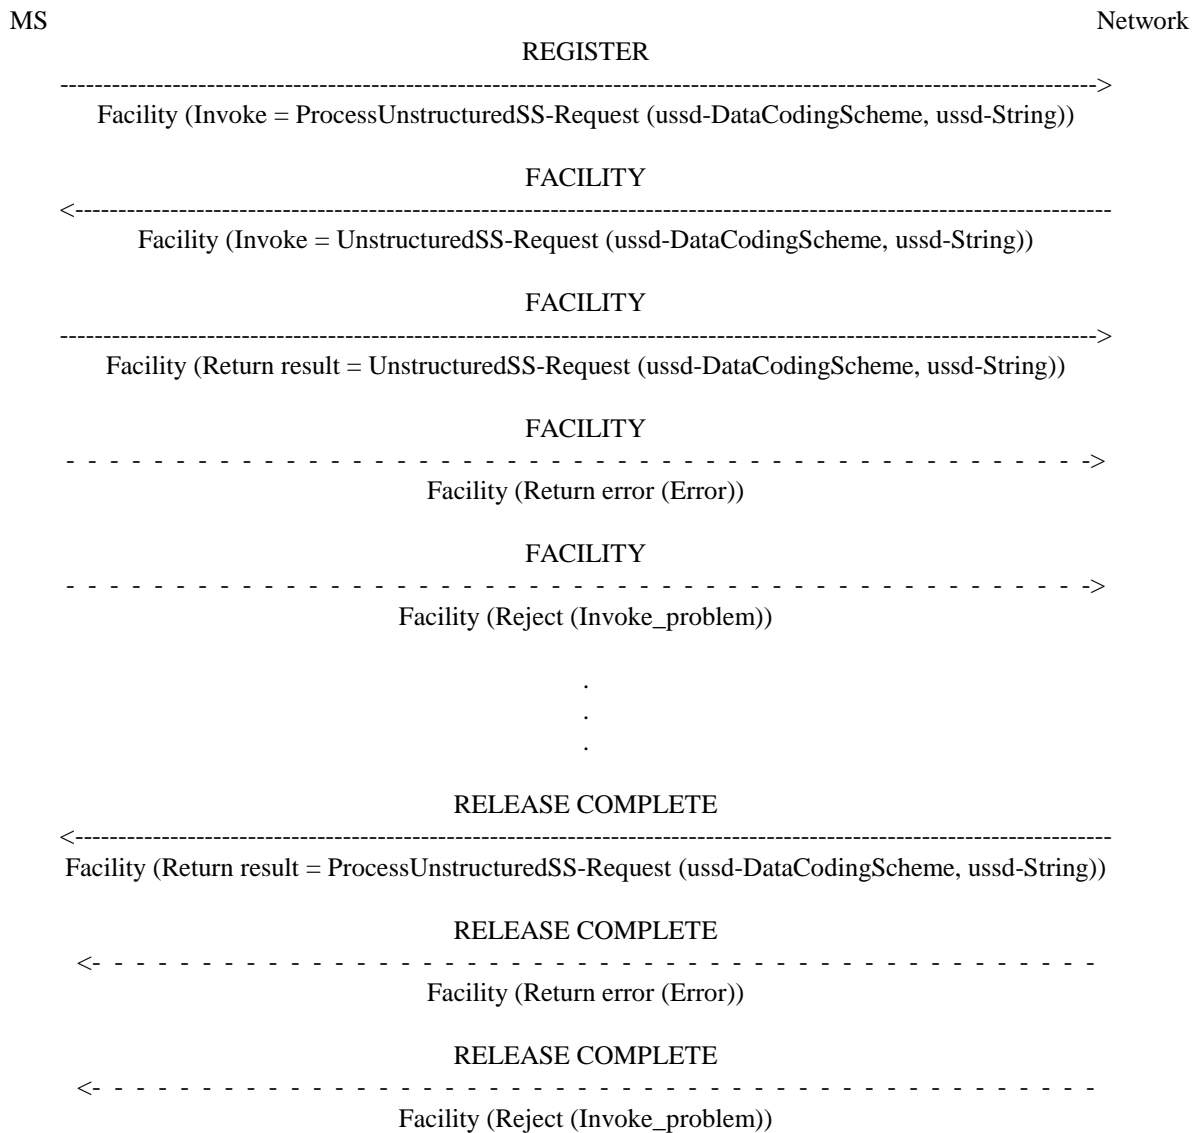 MS Network
REGISTER
------------------------------------------------------------------------------------------------------------------------>
Facility (Invoke = ProcessUnstructuredSS-Request (ussd-DataCodingScheme, ussd-String))
FACILITY
<------------------------------------------------------------------------------------------------------------------------
Facility (Invoke = UnstructuredSS-Request (ussd-DataCodingScheme, ussd-String))
FACILITY
------------------------------------------------------------------------------------------------------------------------>
Facility (Return result = UnstructuredSS-Request (ussd-DataCodingScheme, ussd-String))
FACILITY
- - - - - - - - - - - - - - - - - - - - - - - - - - - - - - - - - - - - - - - - - - - - - - ->
Facility (Return error (Error))
FACILITY
- - - - - - - - - - - - - - - - - - - - - - - - - - - - - - - - - - - - - - - - - - - - - - ->
Facility (Reject (Invoke_problem))
.
.
.
RELEASE COMPLETE
<------------------------------------------------------------------------------------------------------------------------
Facility (Return result = ProcessUnstructuredSS-Request (ussd-DataCodingScheme, ussd-String))
RELEASE COMPLETE
<- - - - - - - - - - - - - - - - - - - - - - - - - - - - - - - - - - - - - - - - - - - - - -
Facility (Return error (Error))
RELEASE COMPLETE
<- - - - - - - - - - - - - - - - - - - - - - - - - - - - - - - - - - - - - - - - - - - - - -
Facility (Reject (Invoke_problem))